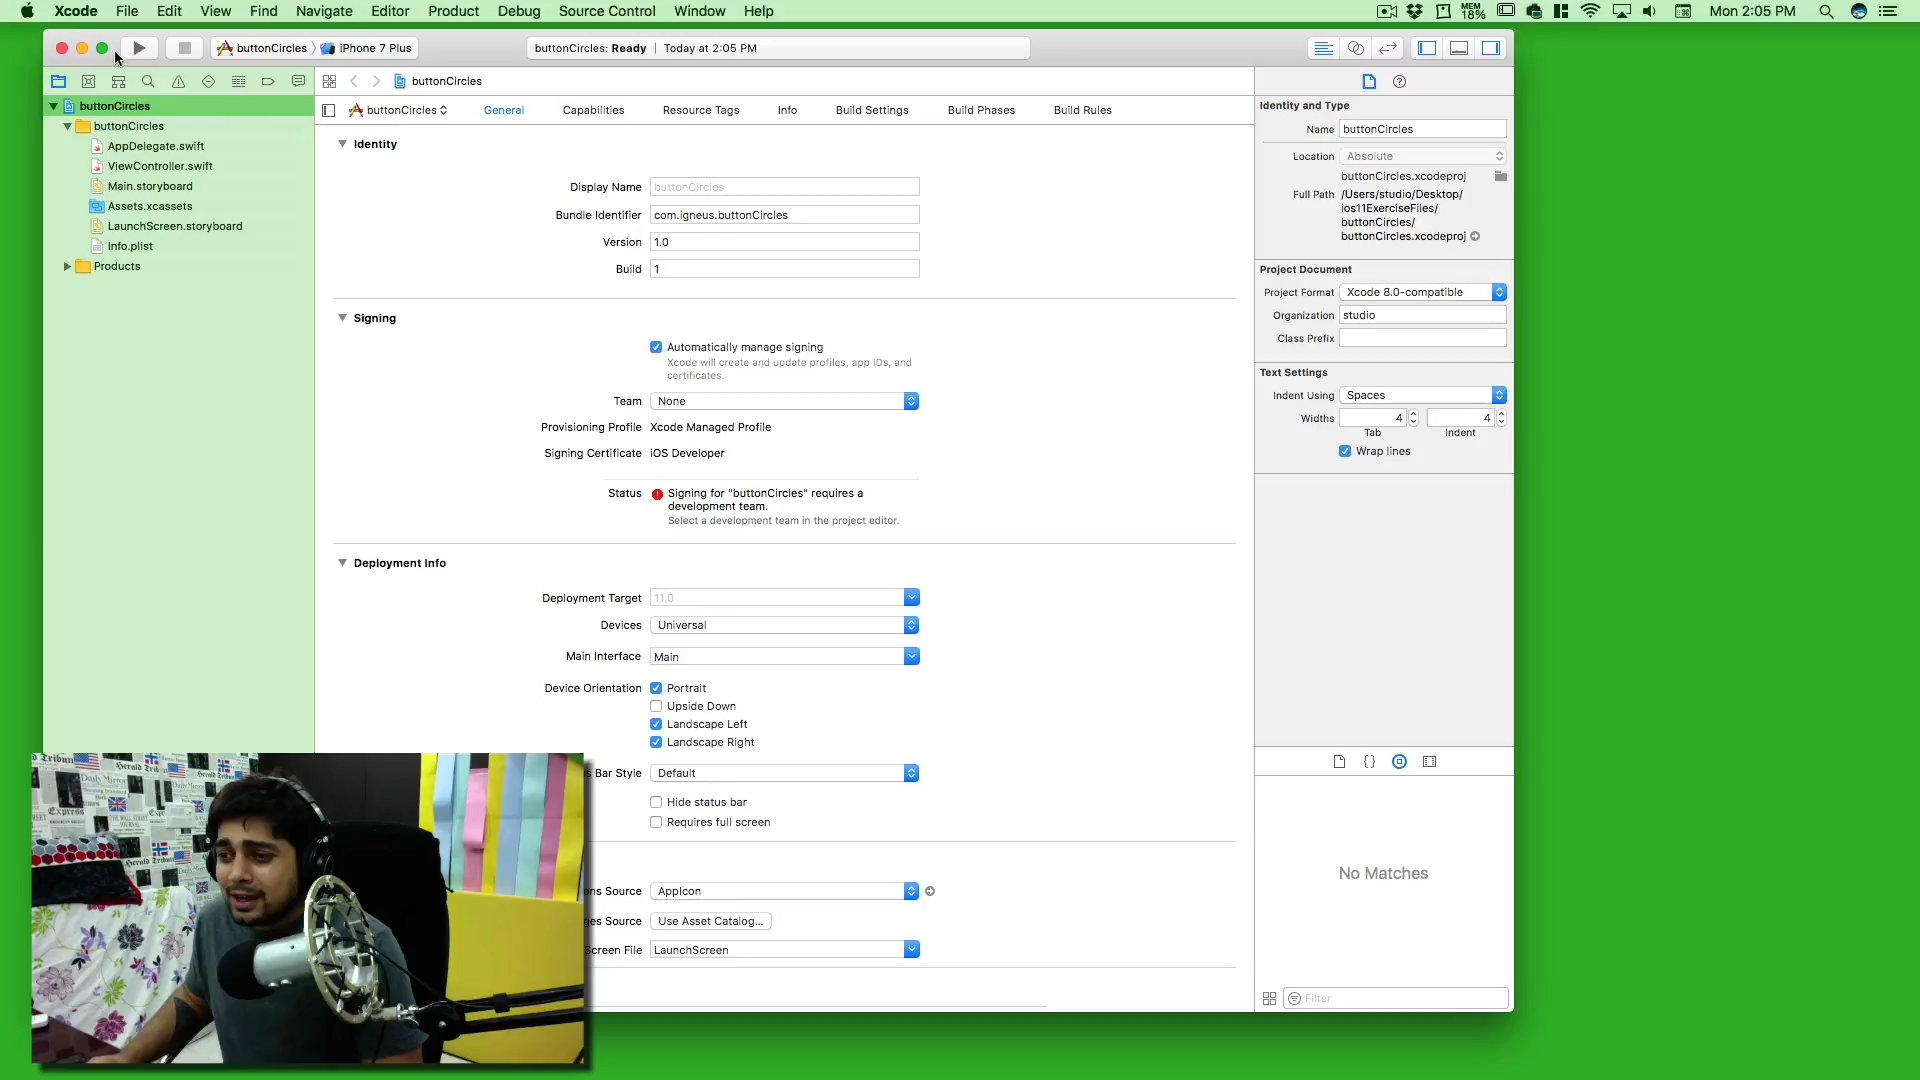 Xcode File Edit View Find Navigate Editor Product Debug Source Control Window Help MEM 18% Mon 2:05 PM
buttonCircles iPhone 7 Plus buttonCircles: Ready Today at 2:05 PM
buttonCircles
buttonCircles
buttonCircles
AppDelegate.swift
ViewController.swift
Main.storyboard
Assets.xcassets
LaunchScreen.storyboard
Info.plist
Products
buttonCircles General Capabilities Resource Tags Info Build Settings Build Phases Build Rules
Identity
Display Name buttonCircles
Bundle Identifier com.igneus.buttonCircles
Version 1.0
Build 1
Signing
Automatically manage signing
Xcode will create and update profiles, app IDs, and
certificates.
Team None
Provisioning Profile Xcode Managed Profile
Signing Certificate iOS Developer
Status Signing for "buttonCircles" requires a
development team.
Select a development team in the project editor.
Deployment Info
Deployment Target 11.0
Devices Universal
Main Interface Main
Device Orientation Portrait
Upside Down
Landscape Left
Landscape Right
s Bar Style Default
Hide status bar
Requires full screen
ons Source AppIcon
ges Source Use Asset Catalog...
Screen File LaunchScreen
Identity and Type
Name buttonCircles
Location Absolute
buttonCircles.xcodeproj
Full Path /Users/studio/Desktop/
ios11ExerciseFiles/
buttonCircles/
buttonCircles.xcodeproj
Project Document
Project Format Xcode 8.0-compatible
Organization studio
Class Prefix
Text Settings
Indent Using Spaces
Widths 4 4
Tab Indent
Wrap lines
No Matches
Filter
Daily Mirror
Express
Herald Tribun